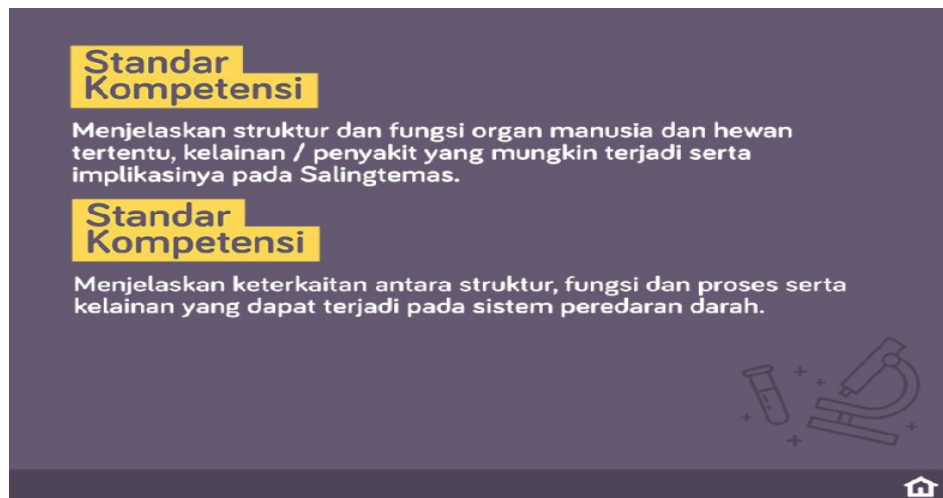 Standar
Kompetensi
Menjelaskan struktur dan fungsi organ manusia dan hewan
tertentu, kelainan / penyakit yang mungkin terjadi serta
implikasinya pada Salingtemas.
Standar
Kompetensi
Menjelaskan keterkaitan antara struktur, fungsi dan proses serta
kelainan yang dapat terjadi pada sistem peredaran darah.